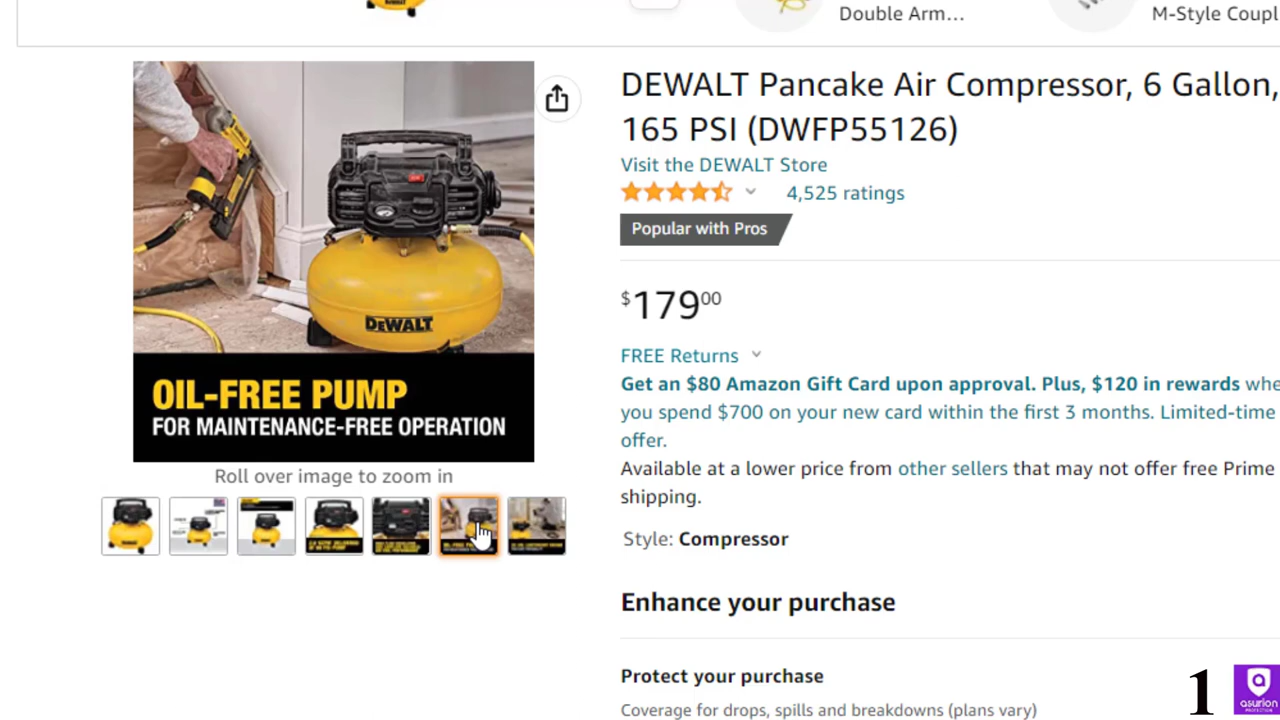 Double Arm…
M-Style Coupl
DEWALT Pancake Air Compressor, 6 Gallon,
165 PSI (DWFP55126)
Visit the DEWALT Store
4,525 ratings
Popular with Pros
$17900
FREE Returns
Get an $80 Amazon Gift Card upon approval. Plus, $120 in rewards whe
you spend $700 on your new card within the first 3 months. Limited-time
offer.
Available at a lower price from other sellers that may not offer free Prime
shipping.
Style: Compressor
Enhance your purchase
Protect your purchase
Coverage for drops, spills and breakdowns (plans vary)
1
asurion
DEWALT
OIL-FREE PUMP
FOR MAINTENANCE-FREE OPERATION
Roll over image to zoom in